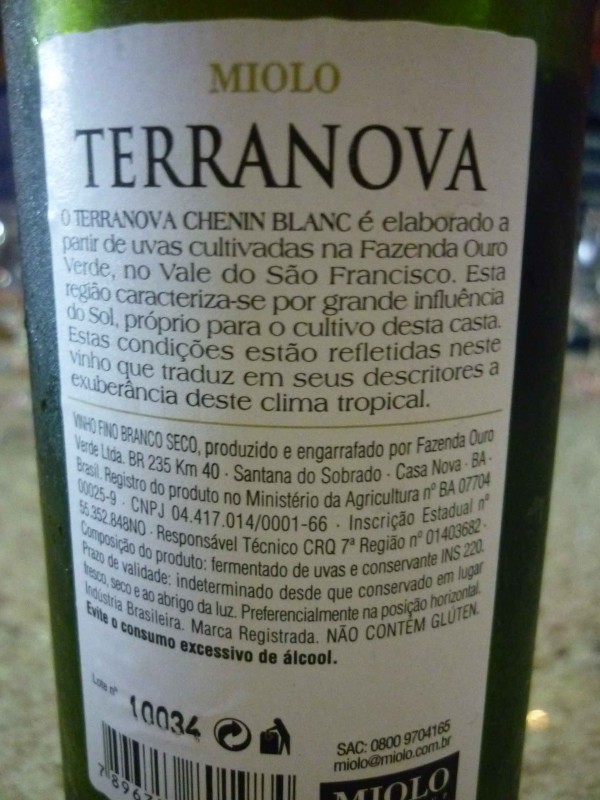 MIOLO
TERRANOVA
O TERRANOVA CHENIN BLANC é elaborado a
partir de uvas cultivadas na Fazenda Ouro
Verde, no Vale do São Francisco. Esta
região caracteriza-se por grande influência
do Sol, próprio para o cultivo desta casta.
Estas condições estão refletidas neste
vinho que traduz em seus descritores a
exuberância deste clima tropical.
VINHO FINO BRANCO SECO, produzido e engarrafado por Fazenda Ouro
Verde Ltda. BR 235 Km 40 · Santana do Sobrado · Casa Nova · BA ·
Brasil. Registro do produto no Ministério da Agricultura nº BA 07704
00025-9 · CNPJ 04.417.014/0001-66 · Inscrição Estadual nº
55.352.848NO · Responsável Técnico CRQ 7ª Região nº 01403682 ·
Composição do produto: fermentado de uvas e conservante INS 220.
Prazo de validade: indeterminado desde que conservado em lugar
fresco, seco e ao abrigo da luz. Preferencialmente na posição horizontal.
Indústria Brasileira. Marca Registrada. NÃO CONTÉM GLÚTEN.
Evite o consumo excessivo de álcool.
Lote nº 10034
SAC: 0800 9704165
miolo@miolo.com.br
MIOLO